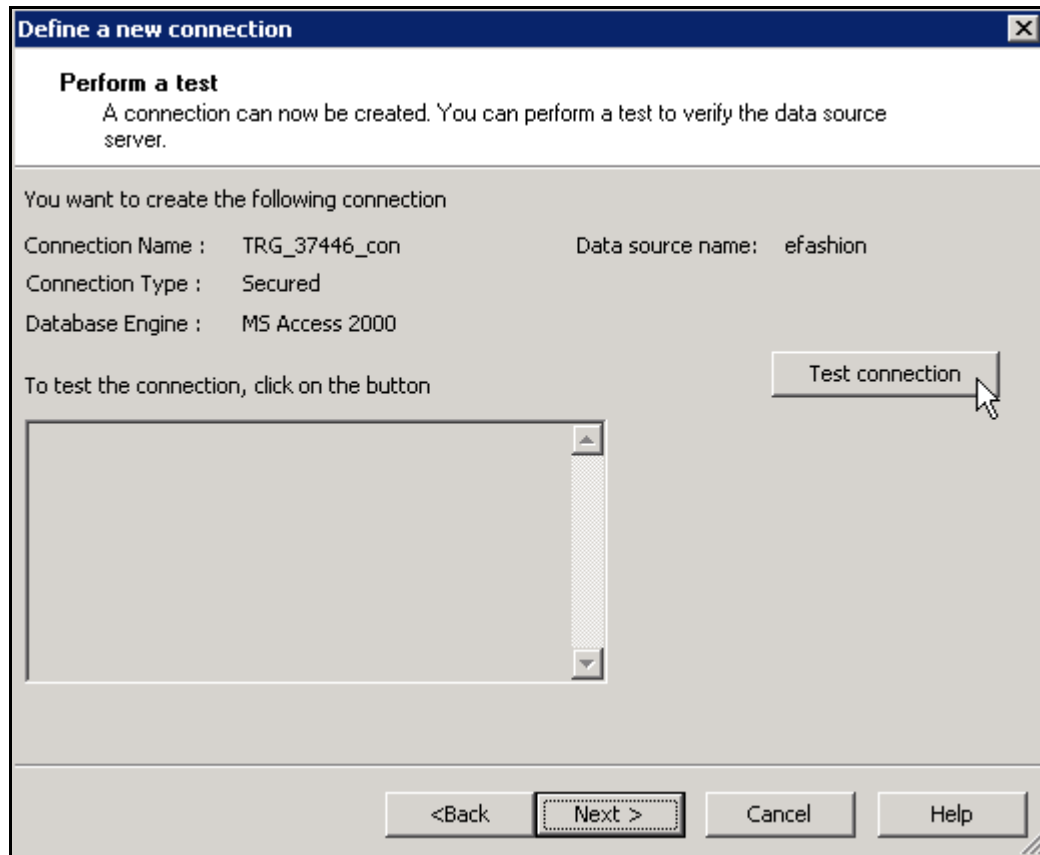 Define a new connection
Perform a test
A connection can now be created. You can perform a test to verify the data source
server.
You want to create the following connection
Connection Name : TRG_37446_con Data source name: efashion
Connection Type : Secured
Database Engine : MS Access 2000
Test connection
To test the connection, click on the button
<Back Next > Cancel Help